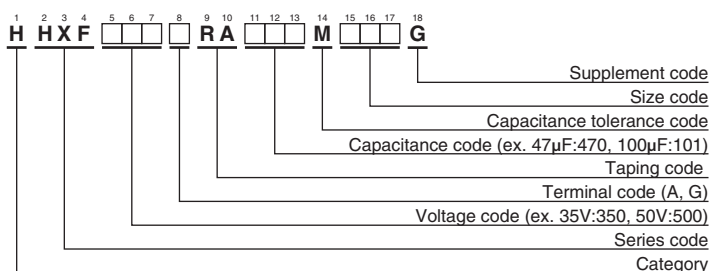 1 2 3 4 5 6 7 8 9 10 11 12 13 14 15 16 17 18
H HXF RA M G
Supplement code
Size code
Capacitance tolerance code
Capacitance code (ex. 47µF:470, 100µF:101)
Taping code
Terminal code (A, G)
Voltage code (ex. 35V:350, 50V:500)
Series code
Category